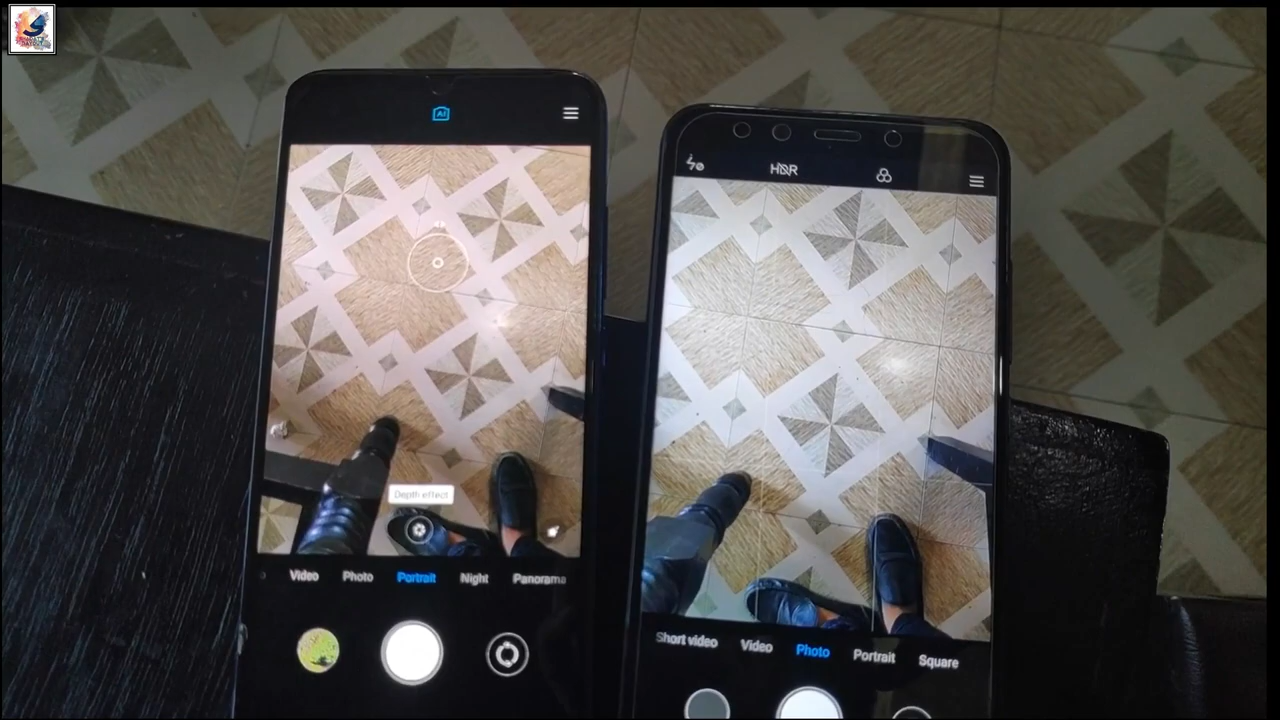 AI
HDR
Depth effect
Video Photo Portrait Night Panorama
Short video Video Photo Portrait Square